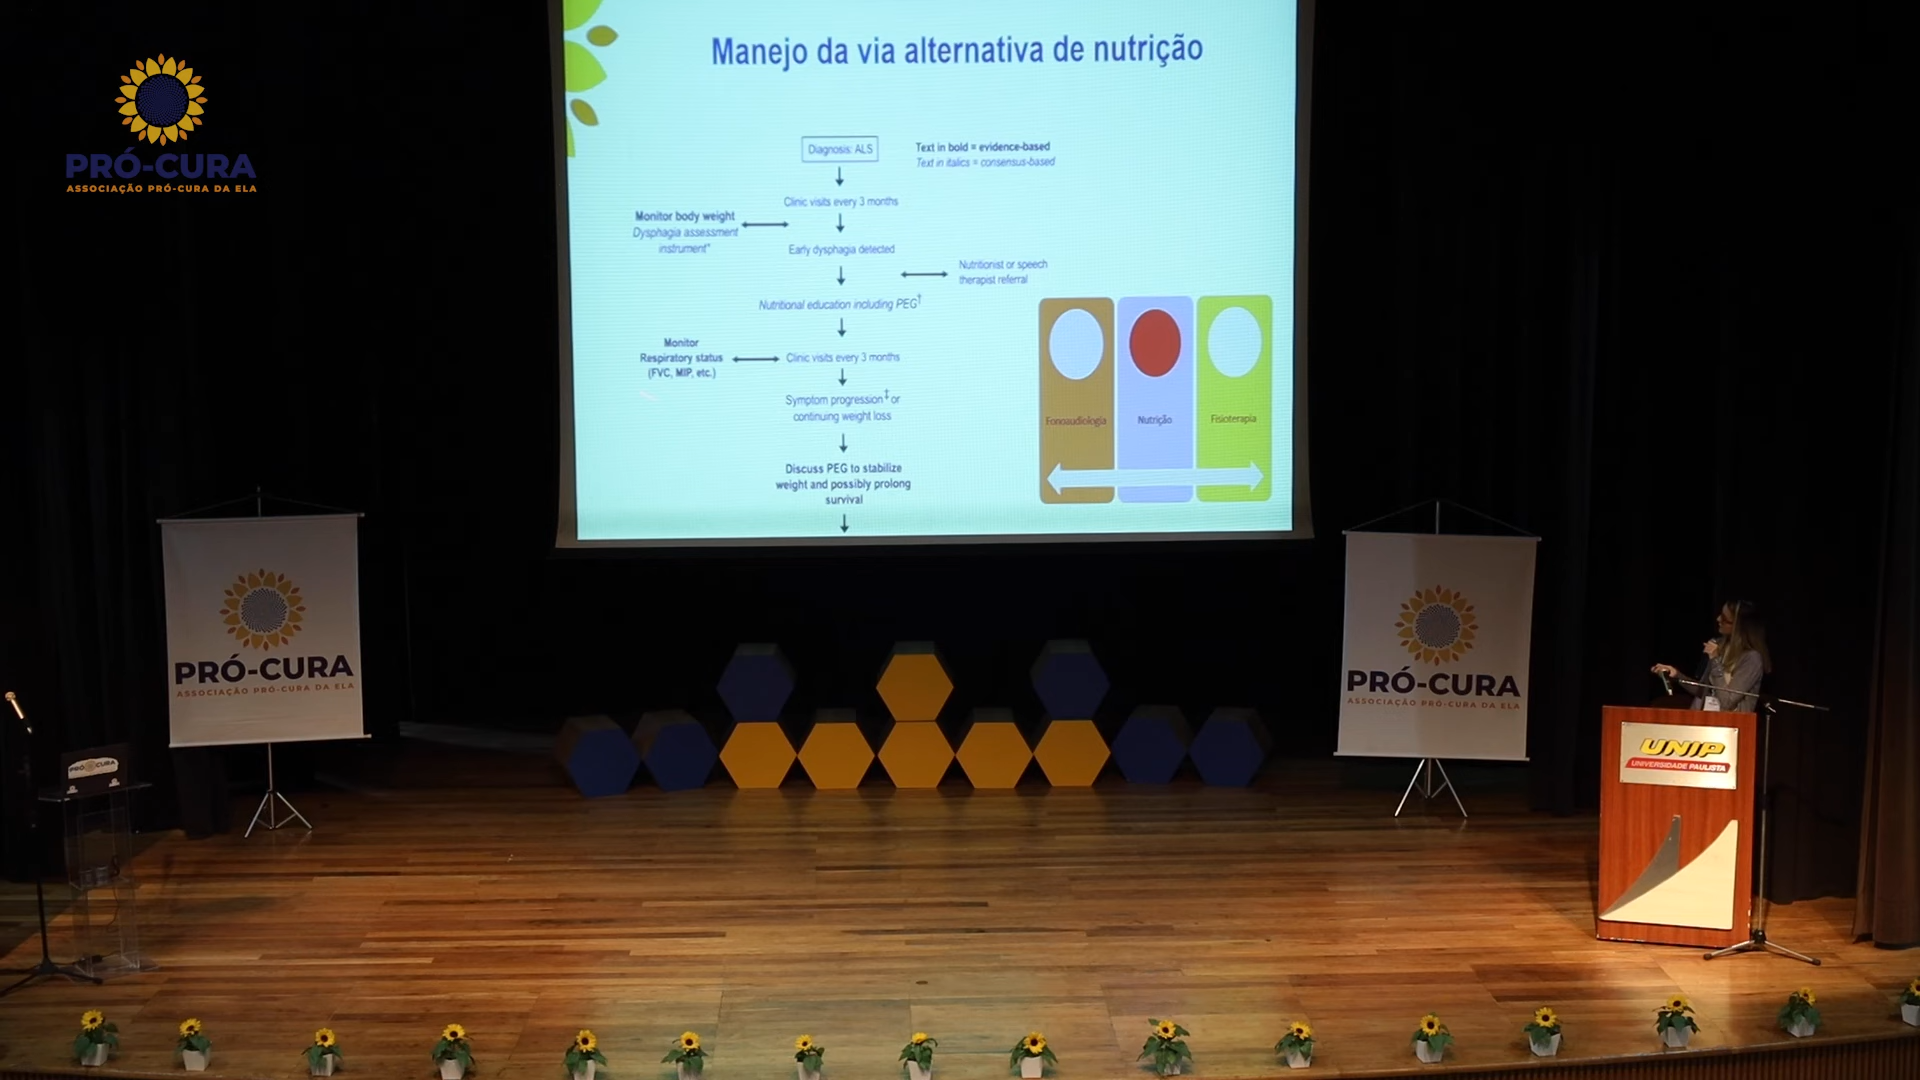 PRÓ-CURA
ASSOCIAÇÃO PRÓ-CURA DA ELA
Manejo da via alternativa de nutrição
Diagnosis: ALS
Text in bold = evidence-based
Text in italics = consensus-based
Clinic visits every 3 months
Monitor body weight
Dysphagia assessment
instrument*
Early dysphagia detected
Nutritionist or speech
therapist referral
Nutritional education including PEG†
Monitor
Respiratory status
(FVC, MIP, etc.)
Clinic visits every 3 months
Symptom progression‡ or
continuing weight loss
Discuss PEG to stabilize
weight and possibly prolong
survival
Fonoaudiologia
Nutrição
Fisioterapia
PRÓ-CURA
ASSOCIAÇÃO PRÓ-CURA DA ELA
PRÓ-CURA
ASSOCIAÇÃO PRÓ-CURA DA ELA
PRÓ-CURA
UNIP
UNIVERSIDADE PAULISTA